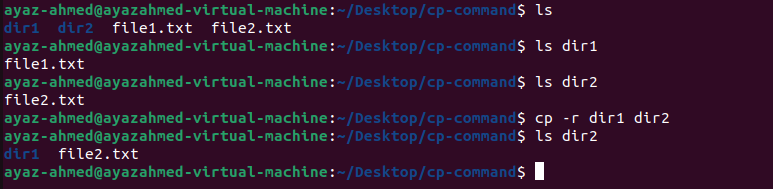 ayaz-ahmed@ayazahmed-virtual-machine:~/Desktop/cp-command$ ls
dir1  dir2  file1.txt  file2.txt
ayaz-ahmed@ayazahmed-virtual-machine:~/Desktop/cp-command$ ls dir1
file1.txt
ayaz-ahmed@ayazahmed-virtual-machine:~/Desktop/cp-command$ ls dir2
file2.txt
ayaz-ahmed@ayazahmed-virtual-machine:~/Desktop/cp-command$ cp -r dir1 dir2
ayaz-ahmed@ayazahmed-virtual-machine:~/Desktop/cp-command$ ls dir2
dir1  file2.txt
ayaz-ahmed@ayazahmed-virtual-machine:~/Desktop/cp-command$